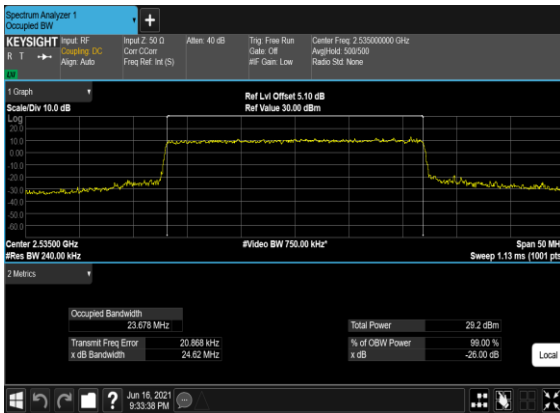 Spectrum Analyzer 1
Occupied BW
KEYSIGHT Input: RF Input Z: 50 Ω Atten: 40 dB Trig: Free Run Center Freq: 2.535000000 GHz
R T Coupling: DC Corr CCorr Gate: Off Avg|Hold: 500/500
Align: Auto Freq Ref: Int (S) #IF Gain: Low Radio Std: None
LXI
1 Graph
Ref Lvl Offset 5.10 dB
Scale/Div 10.0 dB Ref Value 30.00 dBm
Log
20.0
10.0
0.00
-10.0
-20.0
-30.0
-40.0
-50.0
-60.0
Center 2.53500 GHz #Video BW 750.00 kHz* Span 50 MH
#Res BW 240.00 kHz Sweep 1.13 ms (1001 pts
2 Metrics
Occupied Bandwidth
23.678 MHz Total Power 29.2 dBm
Transmit Freq Error 20.868 kHz % of OBW Power 99.00 %
x dB Bandwidth 24.62 MHz x dB -26.00 dB
Local
? Jun 16, 2021
9:33:38 PM